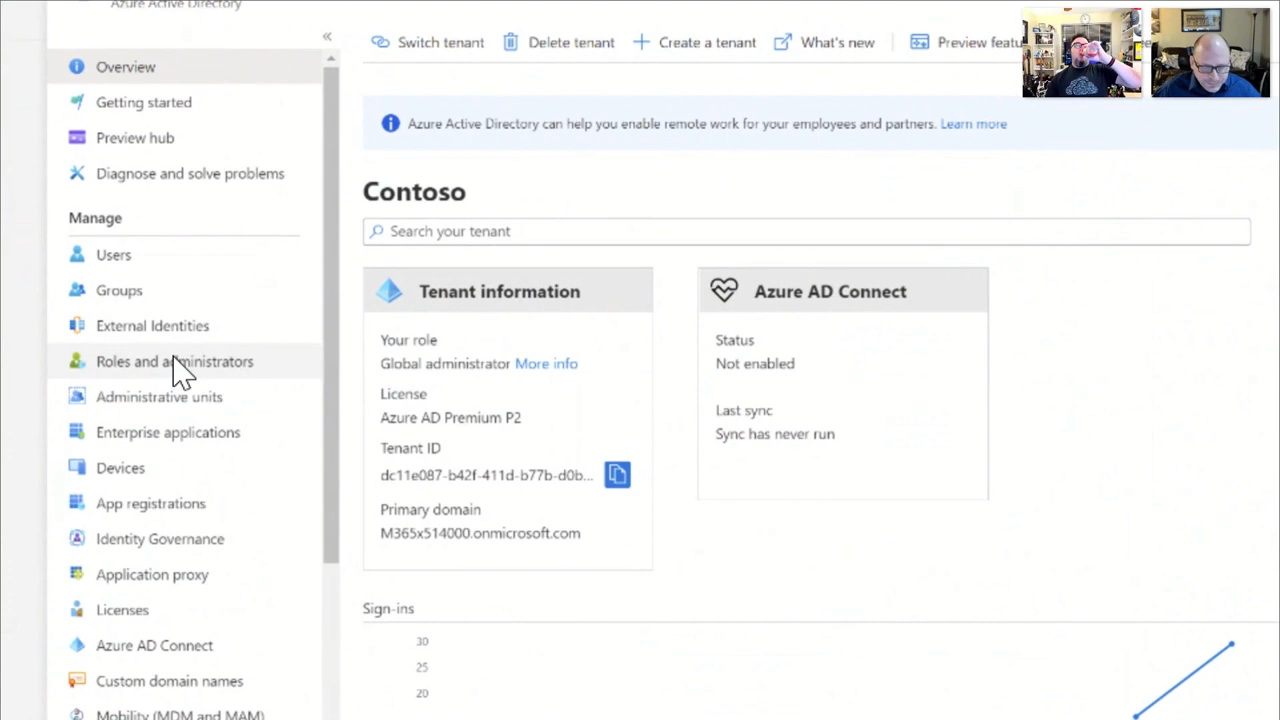 Azure Active Directory
«
Switch tenant
Delete tenant
Create a tenant
What's new
Preview featu
Overview
Getting started
Preview hub
Diagnose and solve problems
Manage
Users
Groups
External Identities
Roles and administrators
Administrative units
Enterprise applications
Devices
App registrations
Identity Governance
Application proxy
Licenses
Azure AD Connect
Custom domain names
Mobility (MDM and MAM)
Azure Active Directory can help you enable remote work for your employees and partners. Learn more
Contoso
Search your tenant
Tenant information
Your role
Global administrator More info
License
Azure AD Premium P2
Tenant ID
dc11e087-b42f-411d-b77b-d0b...
Primary domain
M365x514000.onmicrosoft.com
Azure AD Connect
Status
Not enabled
Last sync
Sync has never run
Sign-ins
30
25
20